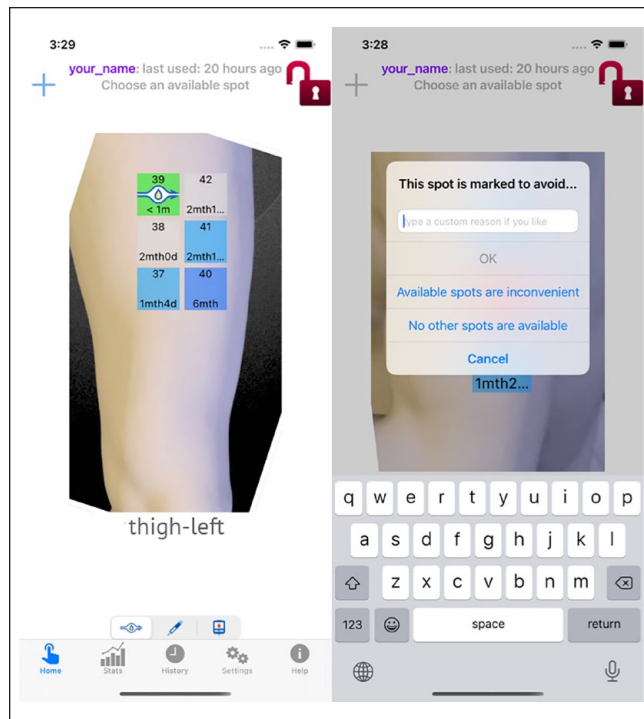 3:29
your_name: last used: 20 hours ago
Choose an available spot
39
42
< 1m
2mth1...
38
41
2mth0d
2mth1...
37
40
1mth4d
6mth
thigh-left
Home
Stats
History
Settings
Help
3:28
your_name: last used: 20 hours ago
Choose an available spot
This spot is marked to avoid...
type a custom reason if you like
OK
Available spots are inconvenient
No other spots are available
Cancel
1mth2...
q w e r t y u i o p
a s d f g h j k l
z x c v b n m
123
space
return